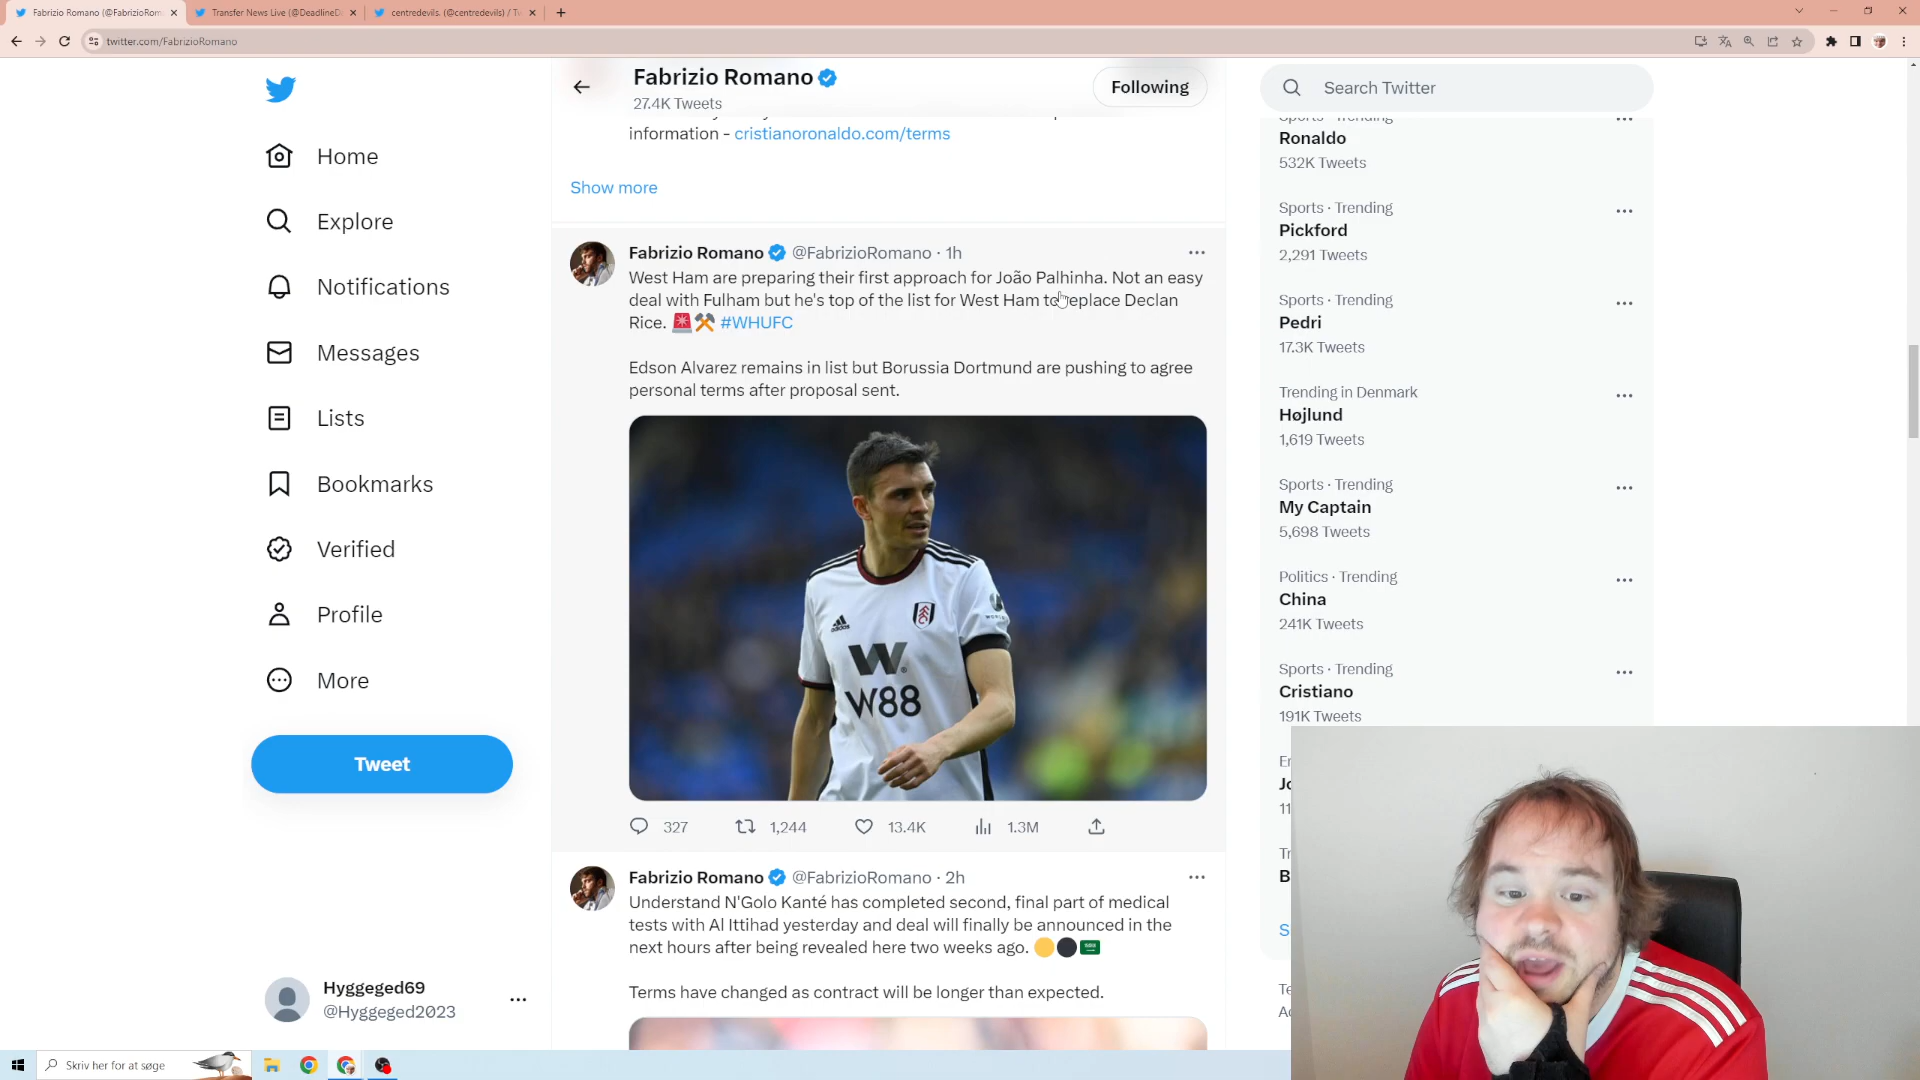 Fabrizio Romano (@FabrizioRom
Transfer News Live (@DeadlineD
centredevils. (@centredevils) / Tw
twitter.com/FabrizioRomano
Home
Explore
Notifications
Messages
Lists
Bookmarks
Verified
Profile
More
Tweet
Hyggeged69
@Hyggeged2023
Fabrizio Romano
27.4K Tweets
Following
information - cristianoronaldo.com/terms
Show more
Fabrizio Romano @FabrizioRomano · 1h
West Ham are preparing their first approach for João Palhinha. Not an easy
deal with Fulham but he's top of the list for West Ham to replace Declan
Rice. 🚨⚒️ #WHUFC
Edson Alvarez remains in list but Borussia Dortmund are pushing to agree
personal terms after proposal sent.
adidas
W
W88
327
1,244
13.4K
1.3M
Fabrizio Romano @FabrizioRomano · 2h
Understand N'Golo Kanté has completed second, final part of medical
tests with Al Ittihad yesterday and deal will finally be announced in the
next hours after being revealed here two weeks ago. 🟡⚫🇸🇦
Terms have changed as contract will be longer than expected.
Search Twitter
Sports · Trending
Ronaldo
532K Tweets
Sports · Trending
Pickford
2,291 Tweets
Sports · Trending
Pedri
17.3K Tweets
Trending in Denmark
Højlund
1,619 Tweets
Sports · Trending
My Captain
5,698 Tweets
Politics · Trending
China
241K Tweets
Sports · Trending
Cristiano
191K Tweets
Skriv her for at søge